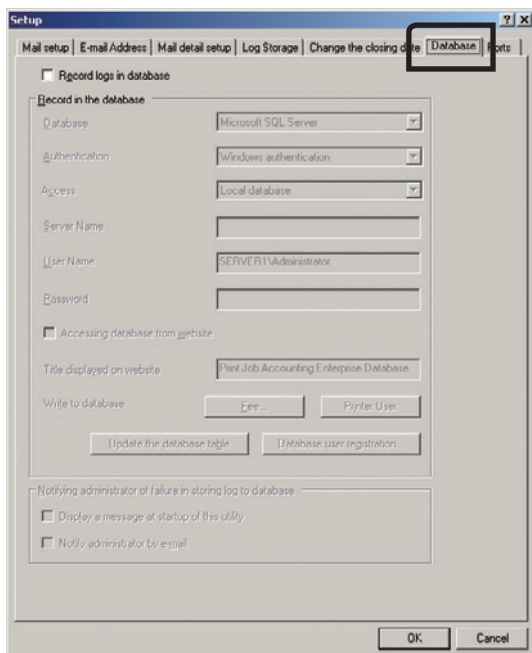 Setup
Mail setup E-mail Address Mail detail setup Log Storage Change the closing date Database Ports
Record logs in database
Record in the database
Database Microsoft SQL Server
Authentication Windows authentication
Access Local database
Server Name
User Name SERVER1\Administrator
Password
Accessing database from website
Title displayed on website Print Job Accounting Enterprise Database
Write to database Fee... Printer User
Update the database table Database user registration...
Notifying administrator of failure in storing log to database
Display a message at startup of this utility
Notify administrator by e-mail
OK Cancel